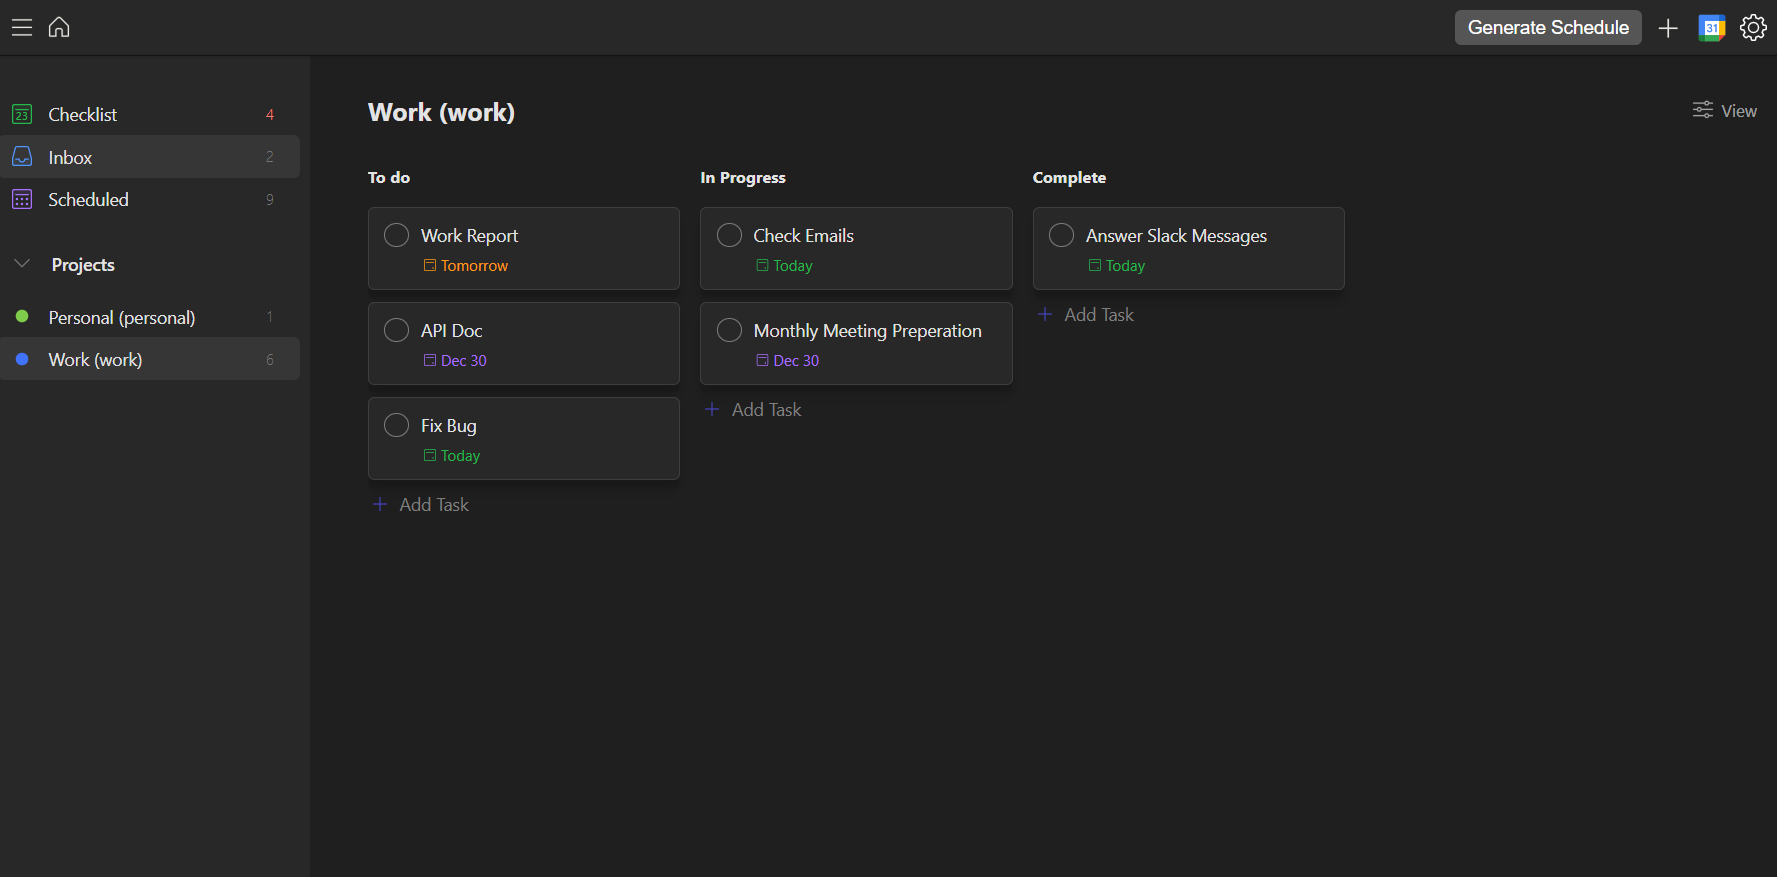 Generate Schedule
31
23
Checklist
4
Inbox
2
Scheduled
9
Projects
Personal (personal)
1
Work (work)
6
Work (work)
View
To do
Work Report
Tomorrow
API Doc
Dec 30
Fix Bug
Today
Add Task
In Progress
Check Emails
Today
Monthly Meeting Preperation
Dec 30
Add Task
Complete
Answer Slack Messages
Today
Add Task